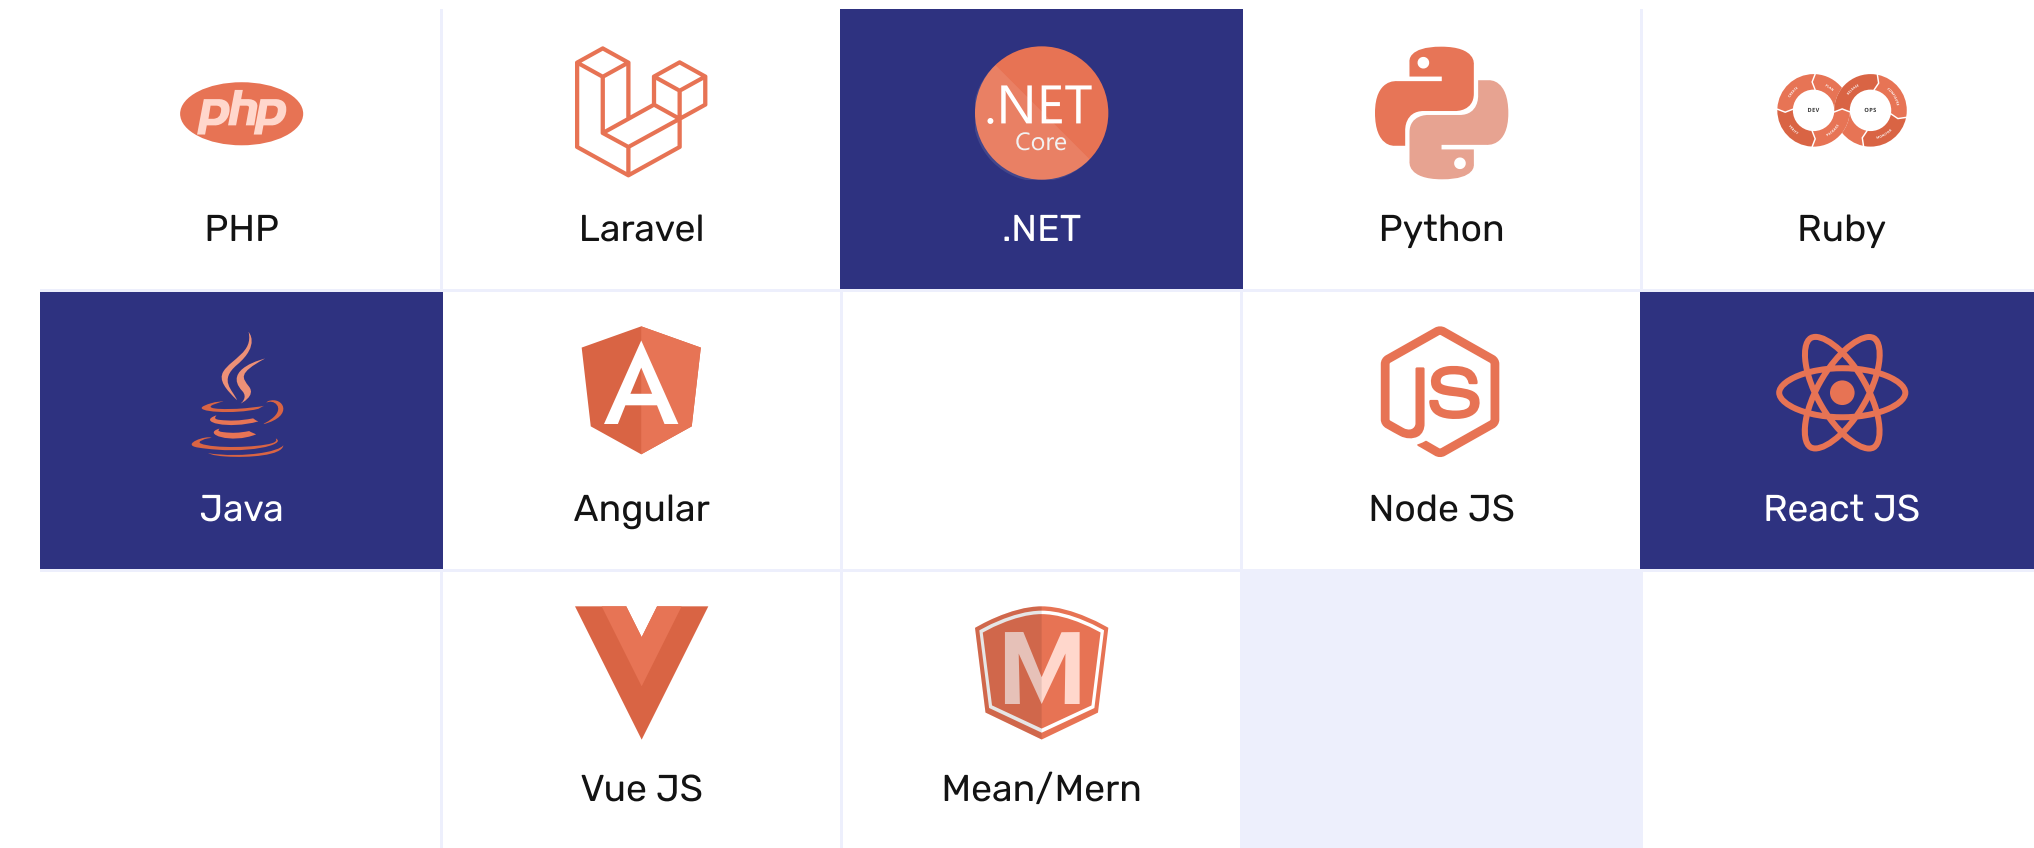 php
.NET
Core
DEV
OPS
PHP
Laravel
.NET
Python
Ruby
JS
Java
Angular
Node JS
React JS
M
Vue JS
Mean/Mern